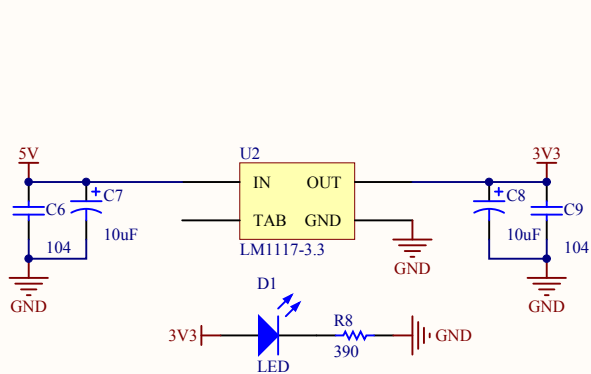 U2
5V
3V3
IN
OUT
C6
C7
C8
C9
TAB
GND
10uF
10uF
104
104
LM1117-3.3
GND
GND
GND
D1
R8
3V3
GND
390
LED